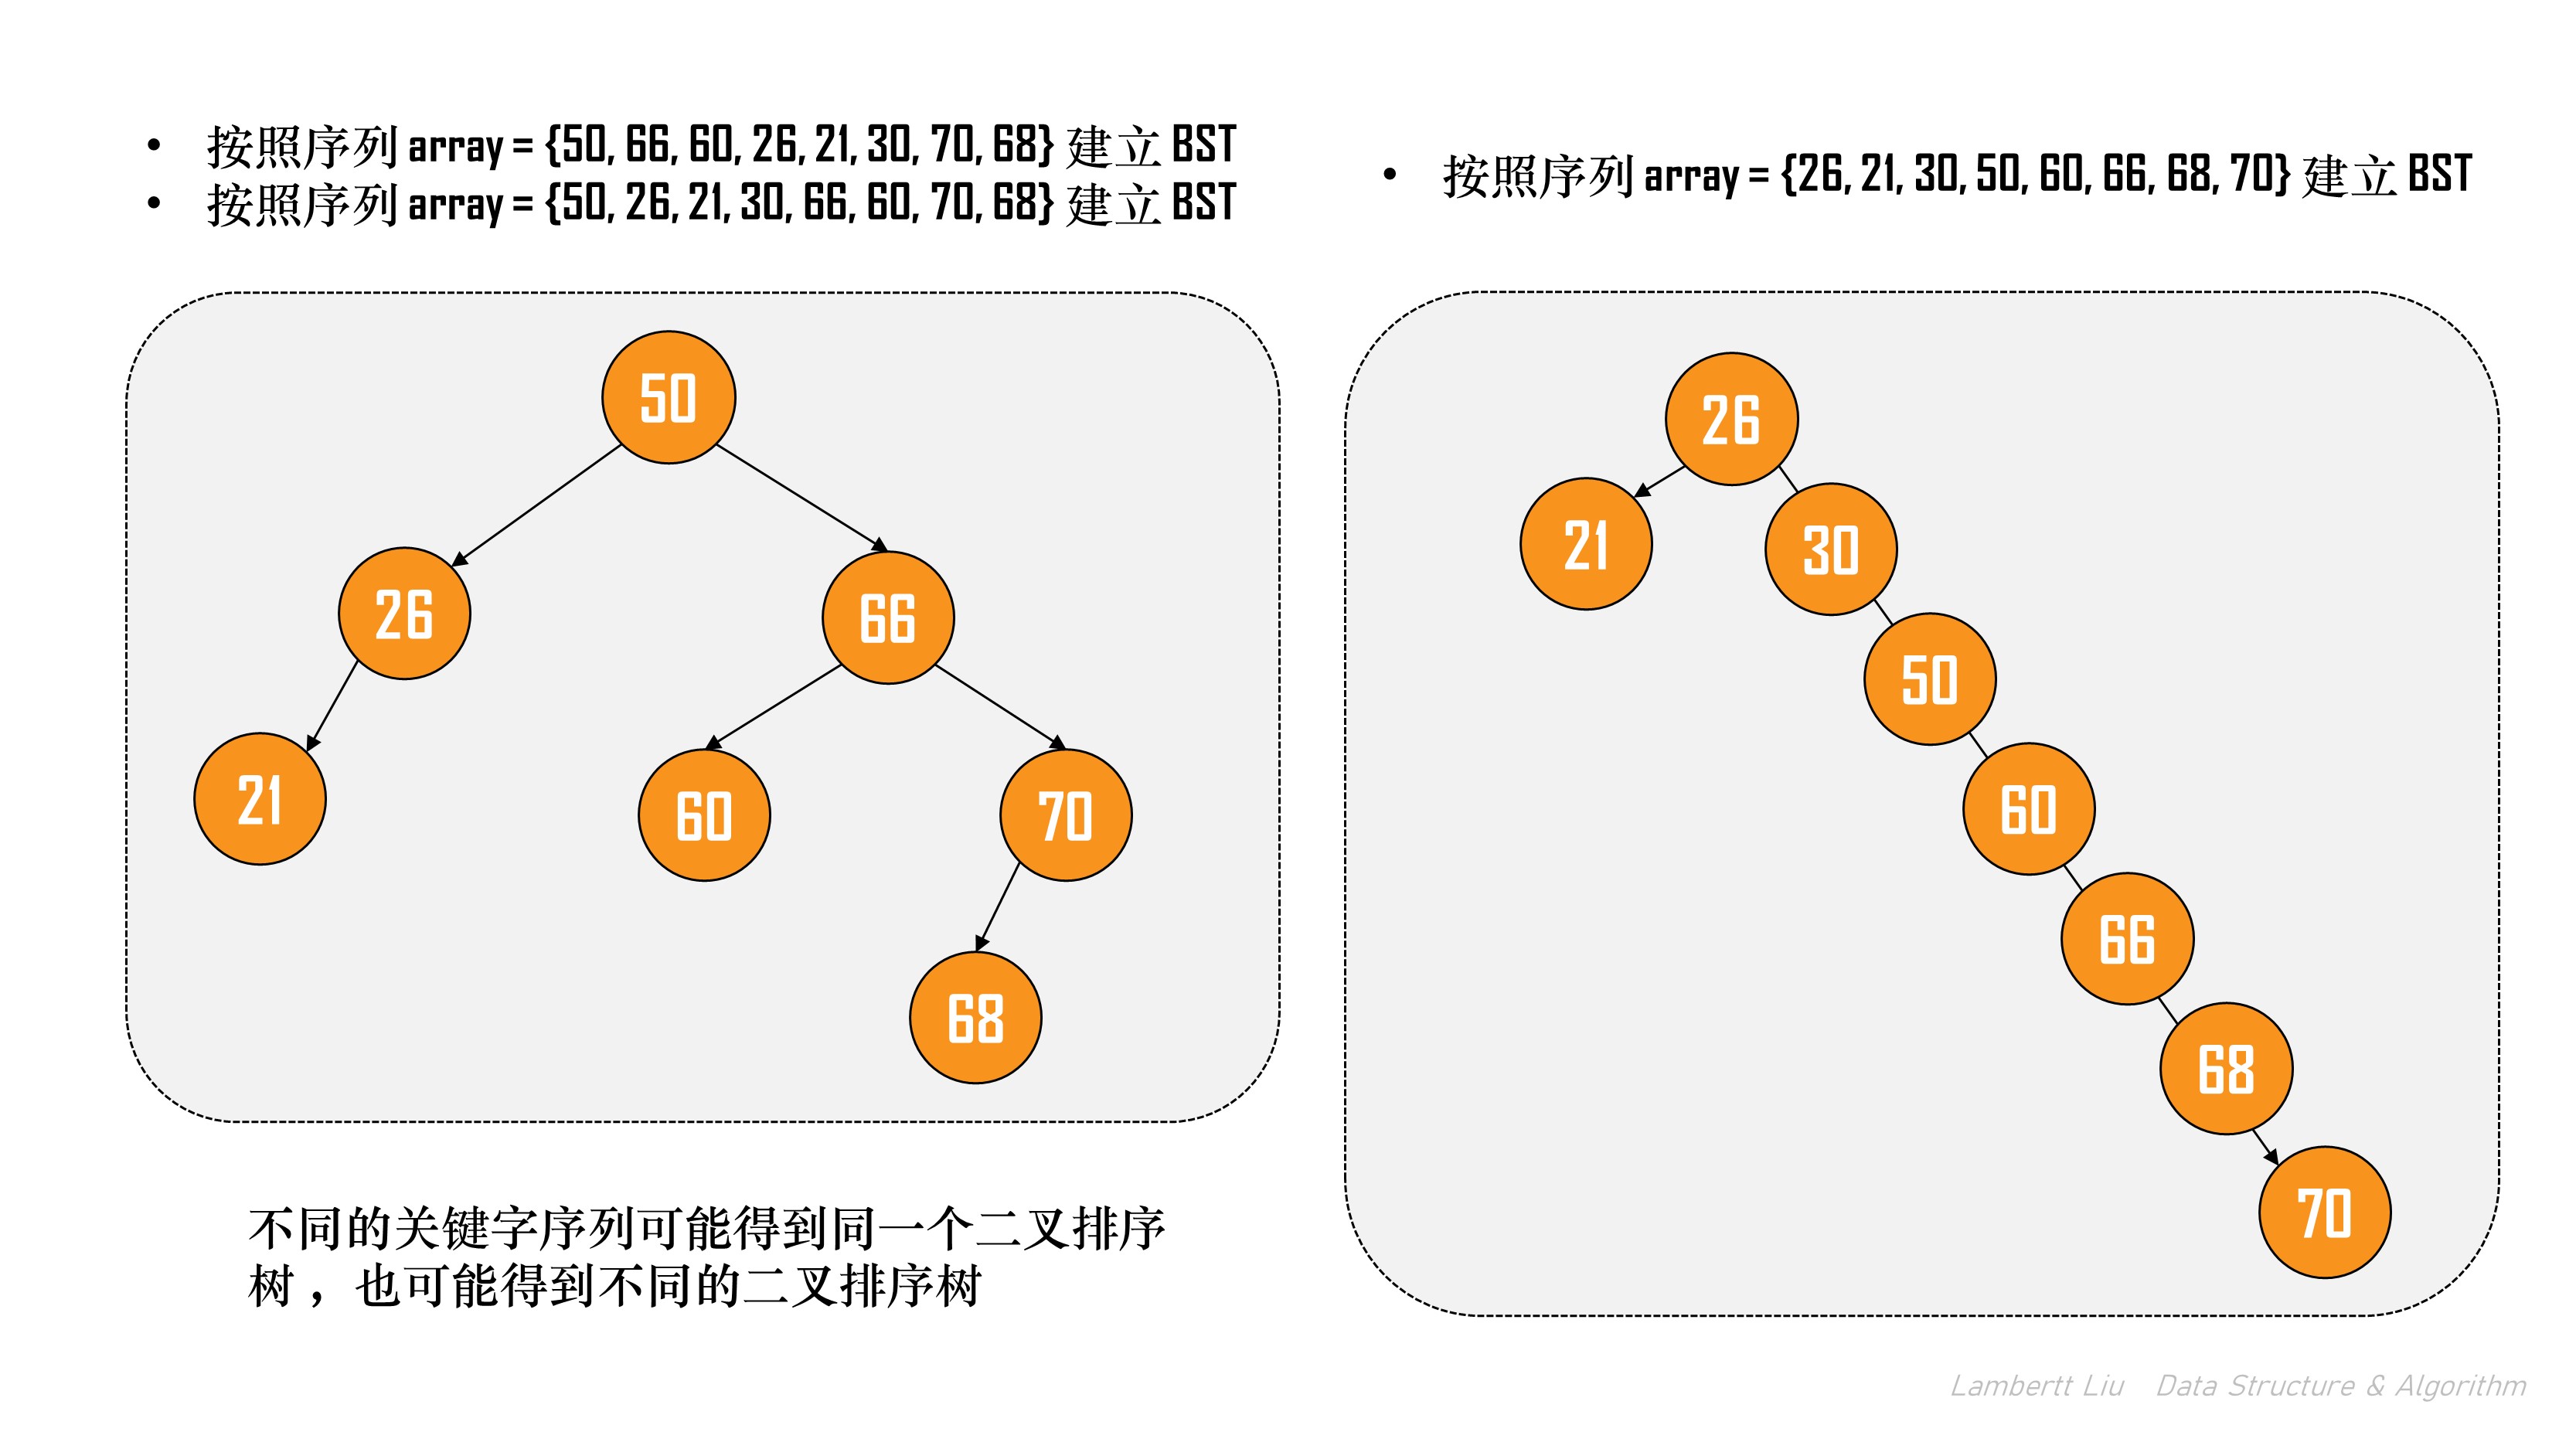 • 按照序列 array = {50, 66, 60, 26, 21, 30, 70, 68} 建立 BST
• 按照序列 array = {50, 26, 21, 30, 66, 60, 70, 68} 建立 BST
• 按照序列 array = {26, 21, 30, 50, 60, 66, 68, 70} 建立 BST
50
26
66
21
60
70
68
26
21
30
50
60
66
68
70
不同的关键字序列可能得到同一个二叉排序
树，也可能得到不同的二叉排序树
Lambertt Liu Data Structure & Algorithm